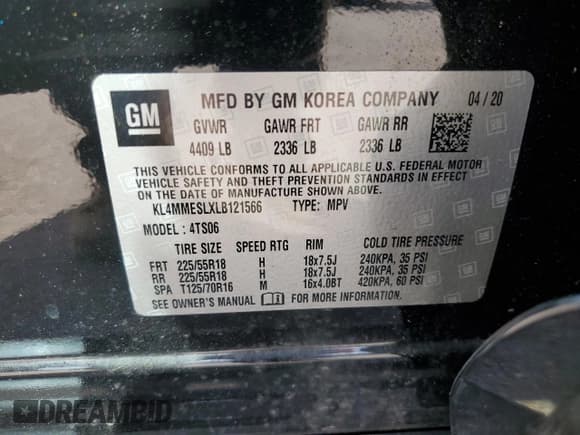 GM MFD BY GM KOREA COMPANY 04/20
GVWR GAWR FRT GAWR RR
4409 LB 2336 LB 2336 LB
THIS VEHICLE CONFORMS TO ALL APPLICABLE U.S. FEDERAL MOTOR
VEHICLE SAFETY AND THEFT PREVENTION STANDARDS IN EFFECT ON
THE DATE OF MANUFACTURE SHOWN ABOVE.
KL4MMESLXLB121566 TYPE: MPV
MODEL : 4TS06
TIRE SIZE SPEED RTG RIM COLD TIRE PRESSURE
FRT 225/55R18 H 18x7.5J 240KPA, 35 PSI
RR 225/55R18 H 18x7.5J 240KPA, 35 PSI
SPA T125/70R16 M 16x4.0BT 420KPA, 60 PSI
SEE OWNER'S MANUAL FOR MORE INFORMATION.
DREAMBID